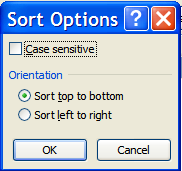 Sort Options
Case sensitive
Orientation
Sort top to bottom
Sort left to right
OK Cancel